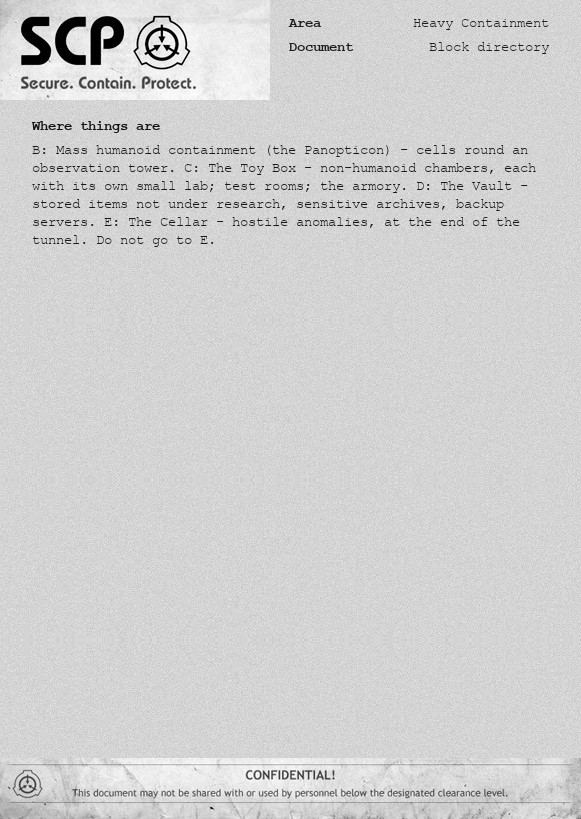 SCP
Secure. Contain. Protect.
Area Heavy Containment
Document Block directory
Where things are
B: Mass humanoid containment (the Panopticon) – cells round an
observation tower. C: The Toy Box – non-humanoid chambers, each
with its own small lab; test rooms; the armory. D: The Vault –
stored items not under research, sensitive archives, backup
servers. E: The Cellar – hostile anomalies, at the end of the
tunnel. Do not go to E.
CONFIDENTIAL!
This document may not be shared with or used by personnel below the designated clearance level.